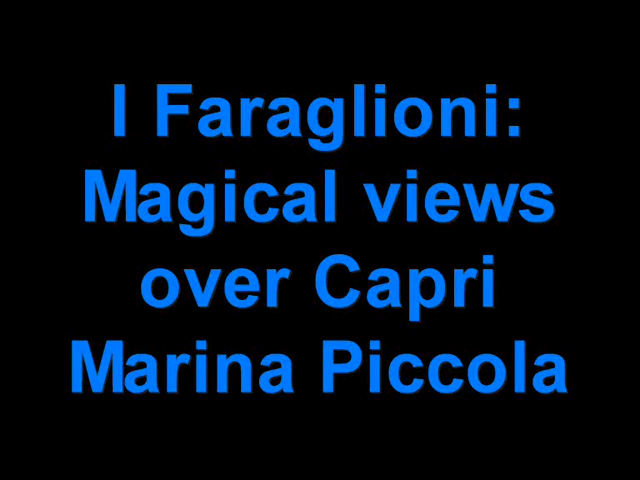 I Faraglioni:
Magical views
over Capri
Marina Piccola